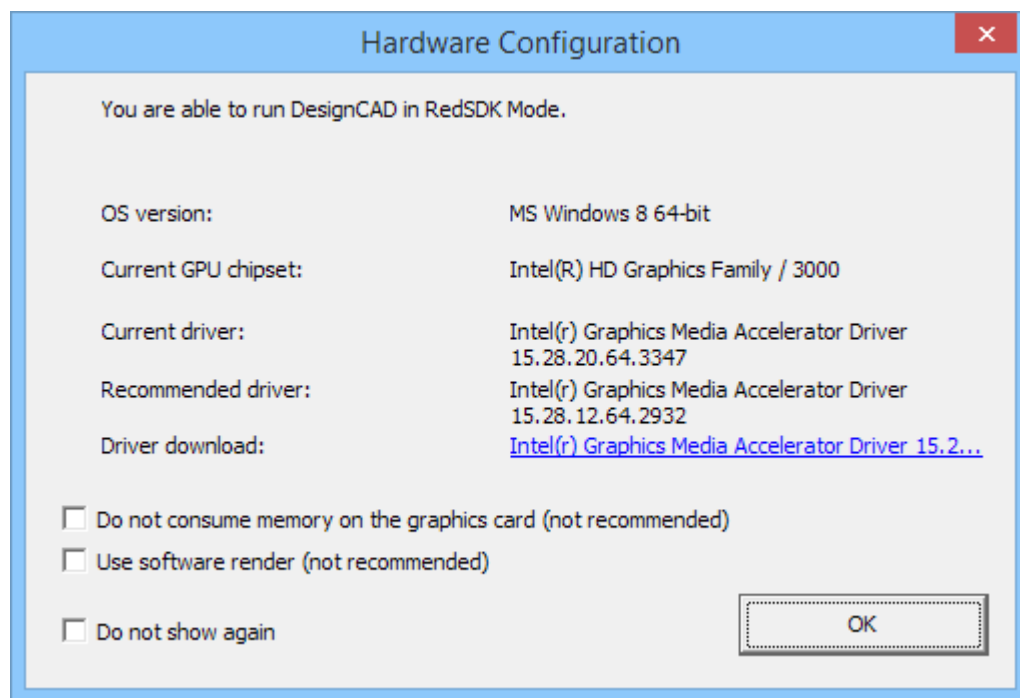 Hardware Configuration
You are able to run DesignCAD in RedSDK Mode.
OS version: MS Windows 8 64-bit
Current GPU chipset: Intel(R) HD Graphics Family / 3000
Current driver: Intel(r) Graphics Media Accelerator Driver
15.28.20.64.3347
Recommended driver: Intel(r) Graphics Media Accelerator Driver
15.28.12.64.2932
Driver download: Intel(r) Graphics Media Accelerator Driver 15.2...
Do not consume memory on the graphics card (not recommended)
Use software render (not recommended)
Do not show again
OK